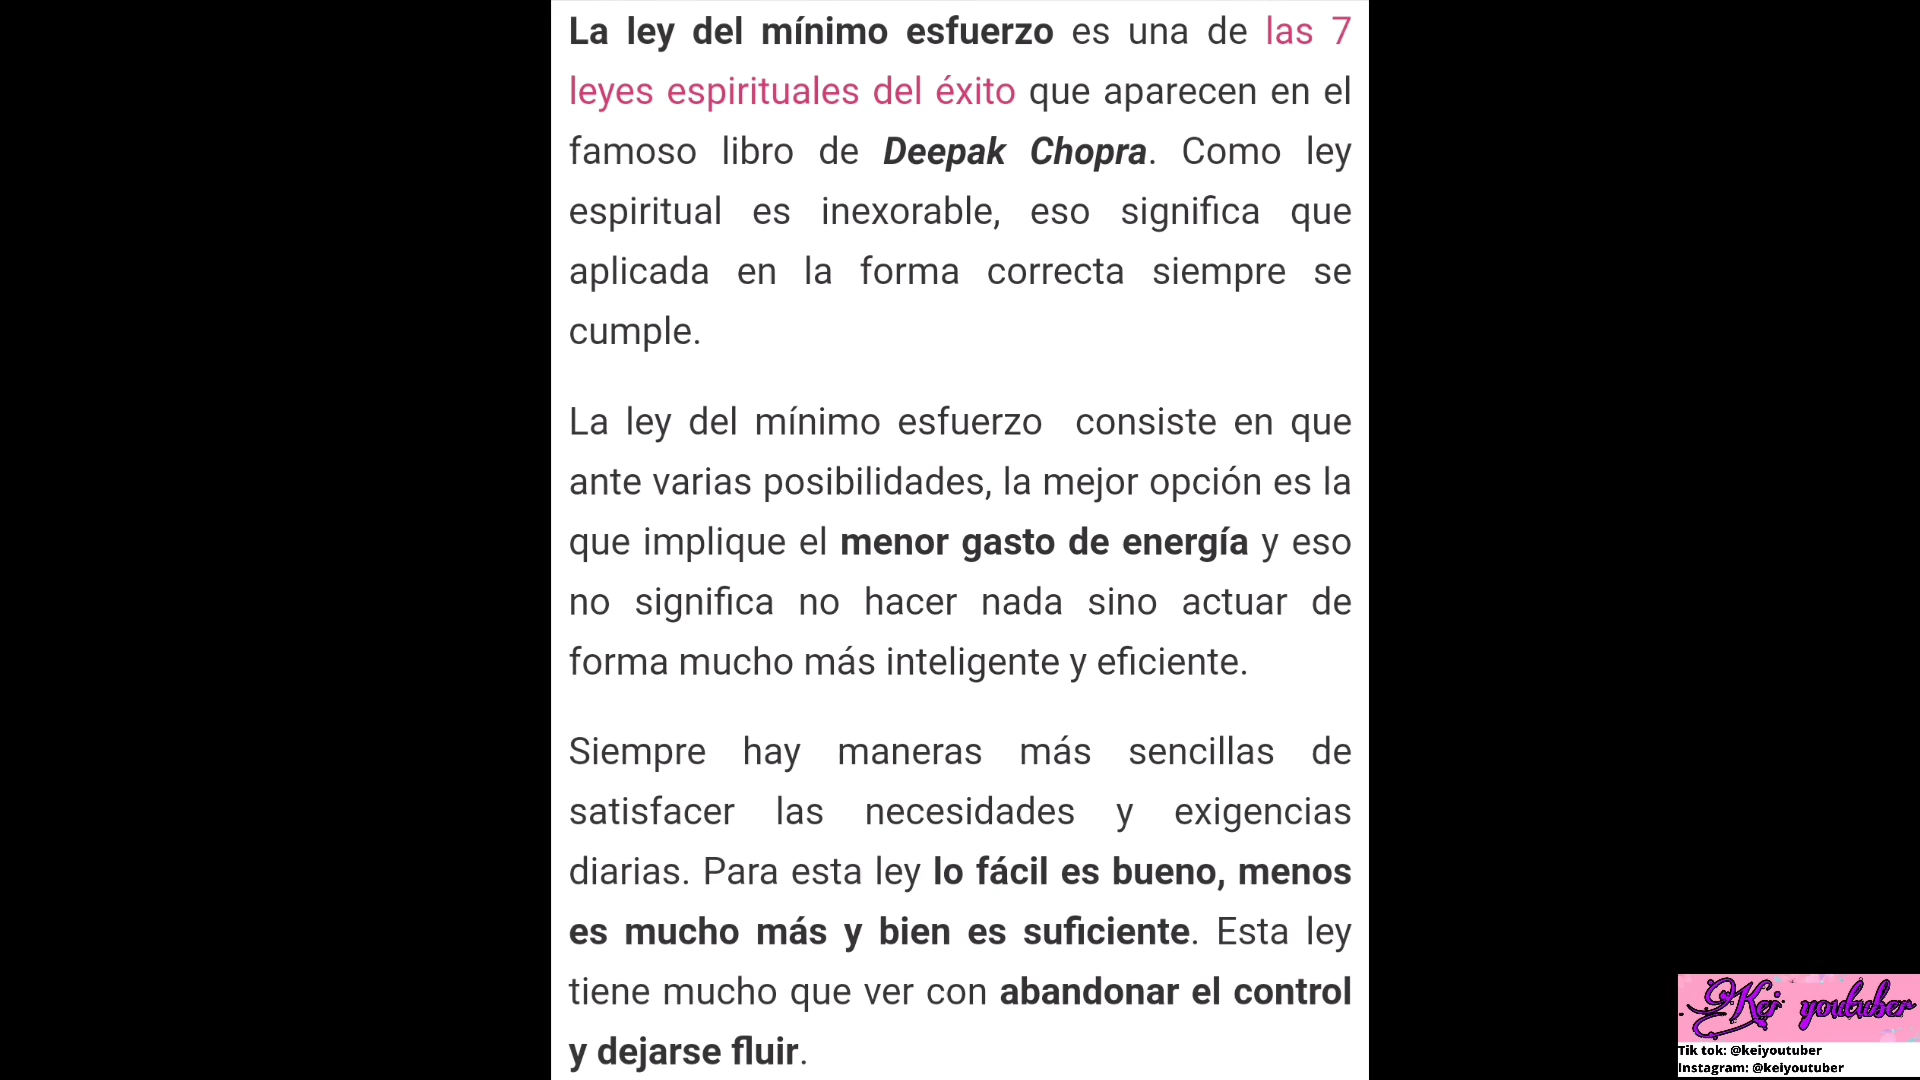 La ley del mínimo esfuerzo es una de las 7
leyes espirituales del éxito que aparecen en el
famoso libro de Deepak Chopra. Como ley
espiritual es inexorable, eso significa que
aplicada en la forma correcta siempre se
cumple.
La ley del mínimo esfuerzo  consiste en que
ante varias posibilidades, la mejor opción es la
que implique el menor gasto de energía y eso
no significa no hacer nada sino actuar de
forma mucho más inteligente y eficiente.
Siempre hay maneras más sencillas de
satisfacer las necesidades y exigencias
diarias. Para esta ley lo fácil es bueno, menos
es mucho más y bien es suficiente. Esta ley
tiene mucho que ver con abandonar el control
y dejarse fluir.
Kei youtuber
Tik tok: @keiyoutuber
Instagram: @keiyoutuber